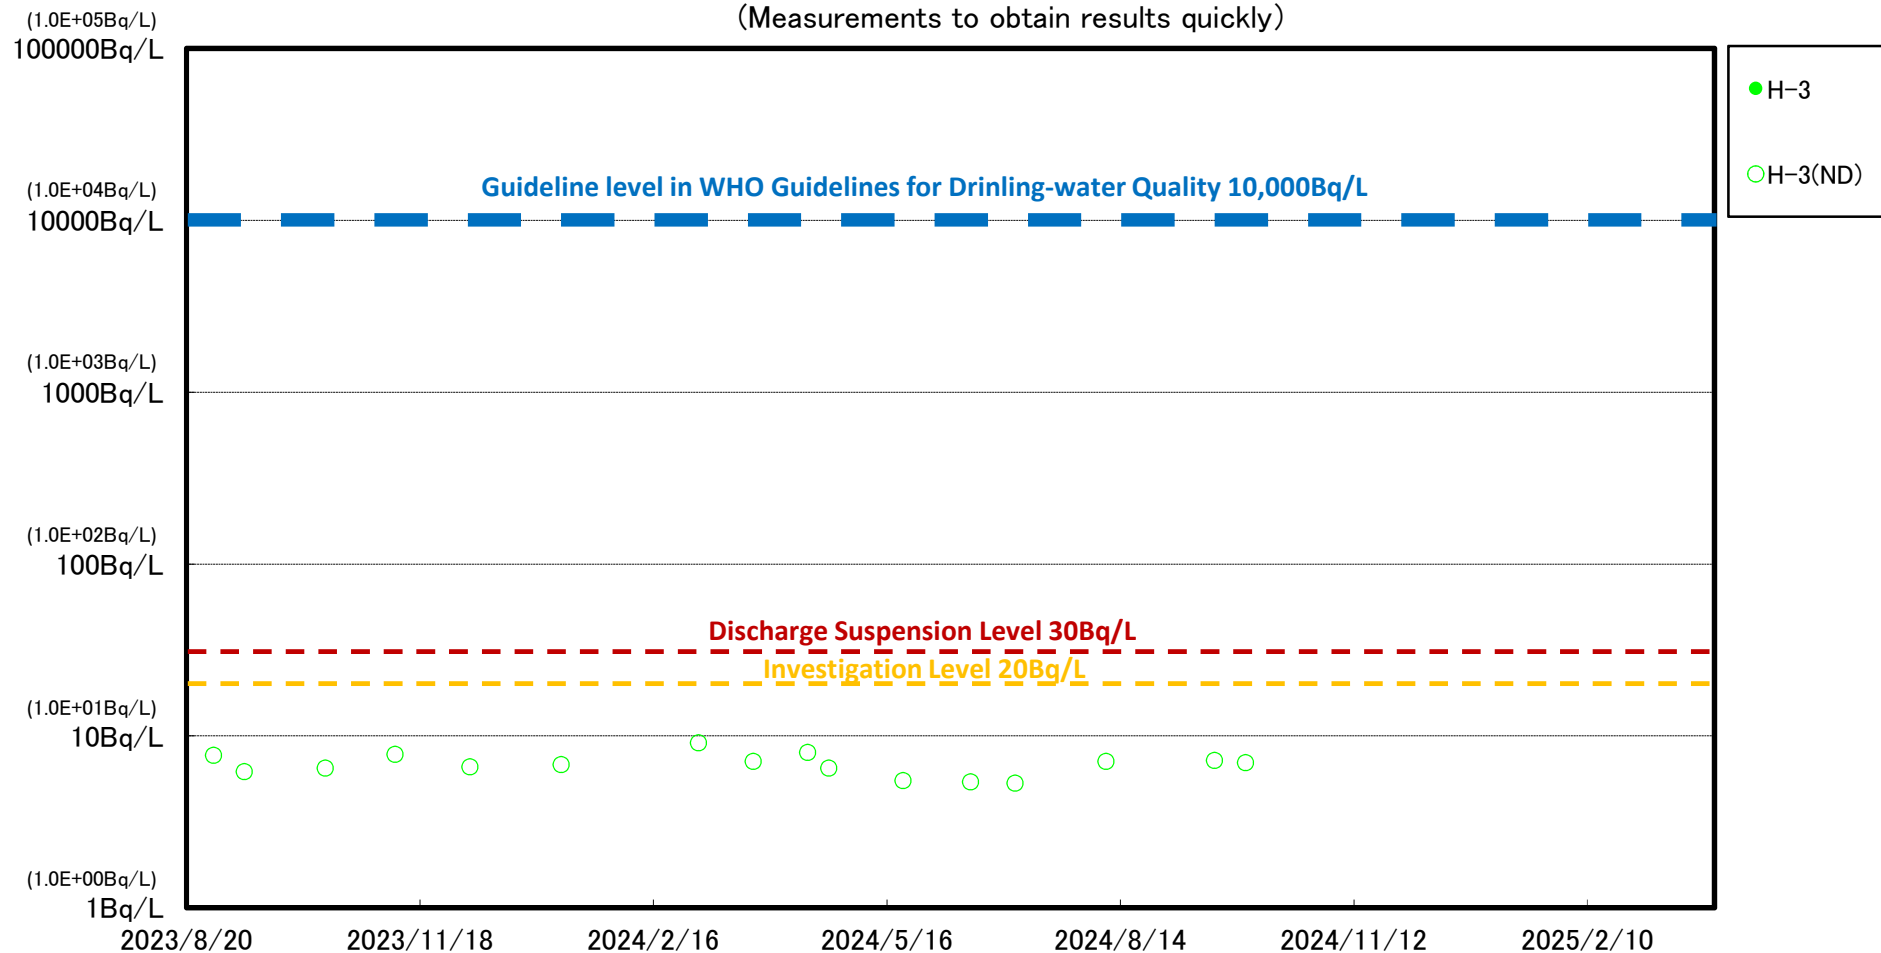 (Measurements to obtain results quickly)
(1.0E+05Bq/L)
100000Bq/L
H-3
H-3(ND)
Guideline level in WHO Guidelines for Drinling-water Quality 10,000Bq/L
(1.0E+04Bq/L)
10000Bq/L
(1.0E+03Bq/L)
1000Bq/L
(1.0E+02Bq/L)
100Bq/L
Discharge Suspension Level 30Bq/L
Investigation Level 20Bq/L
(1.0E+01Bq/L)
10Bq/L
(1.0E+00Bq/L)
1Bq/L
2023/8/20 2023/11/18 2024/2/16 2024/5/16 2024/8/14 2024/11/12 2025/2/10